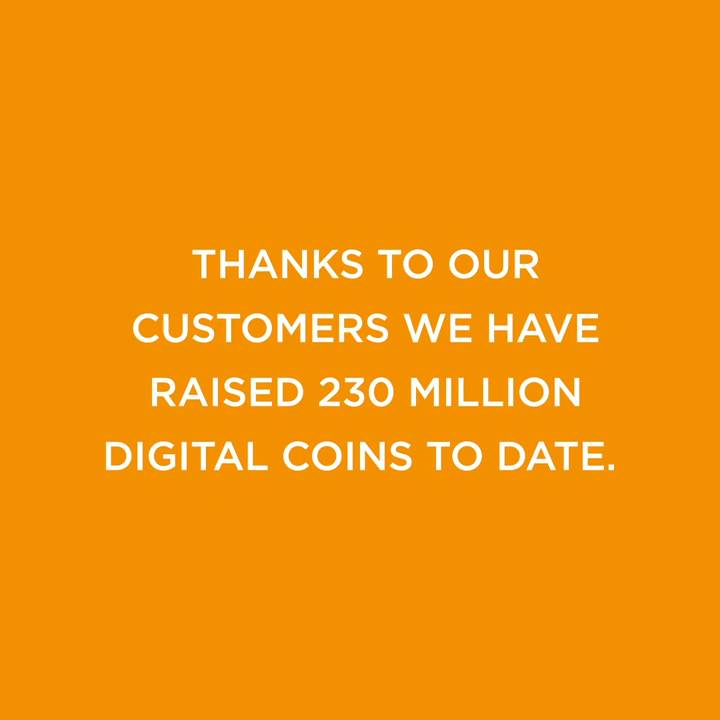 THANKS TO OUR
CUSTOMERS WE HAVE
RAISED 230 MILLION
DIGITAL COINS TO DATE.